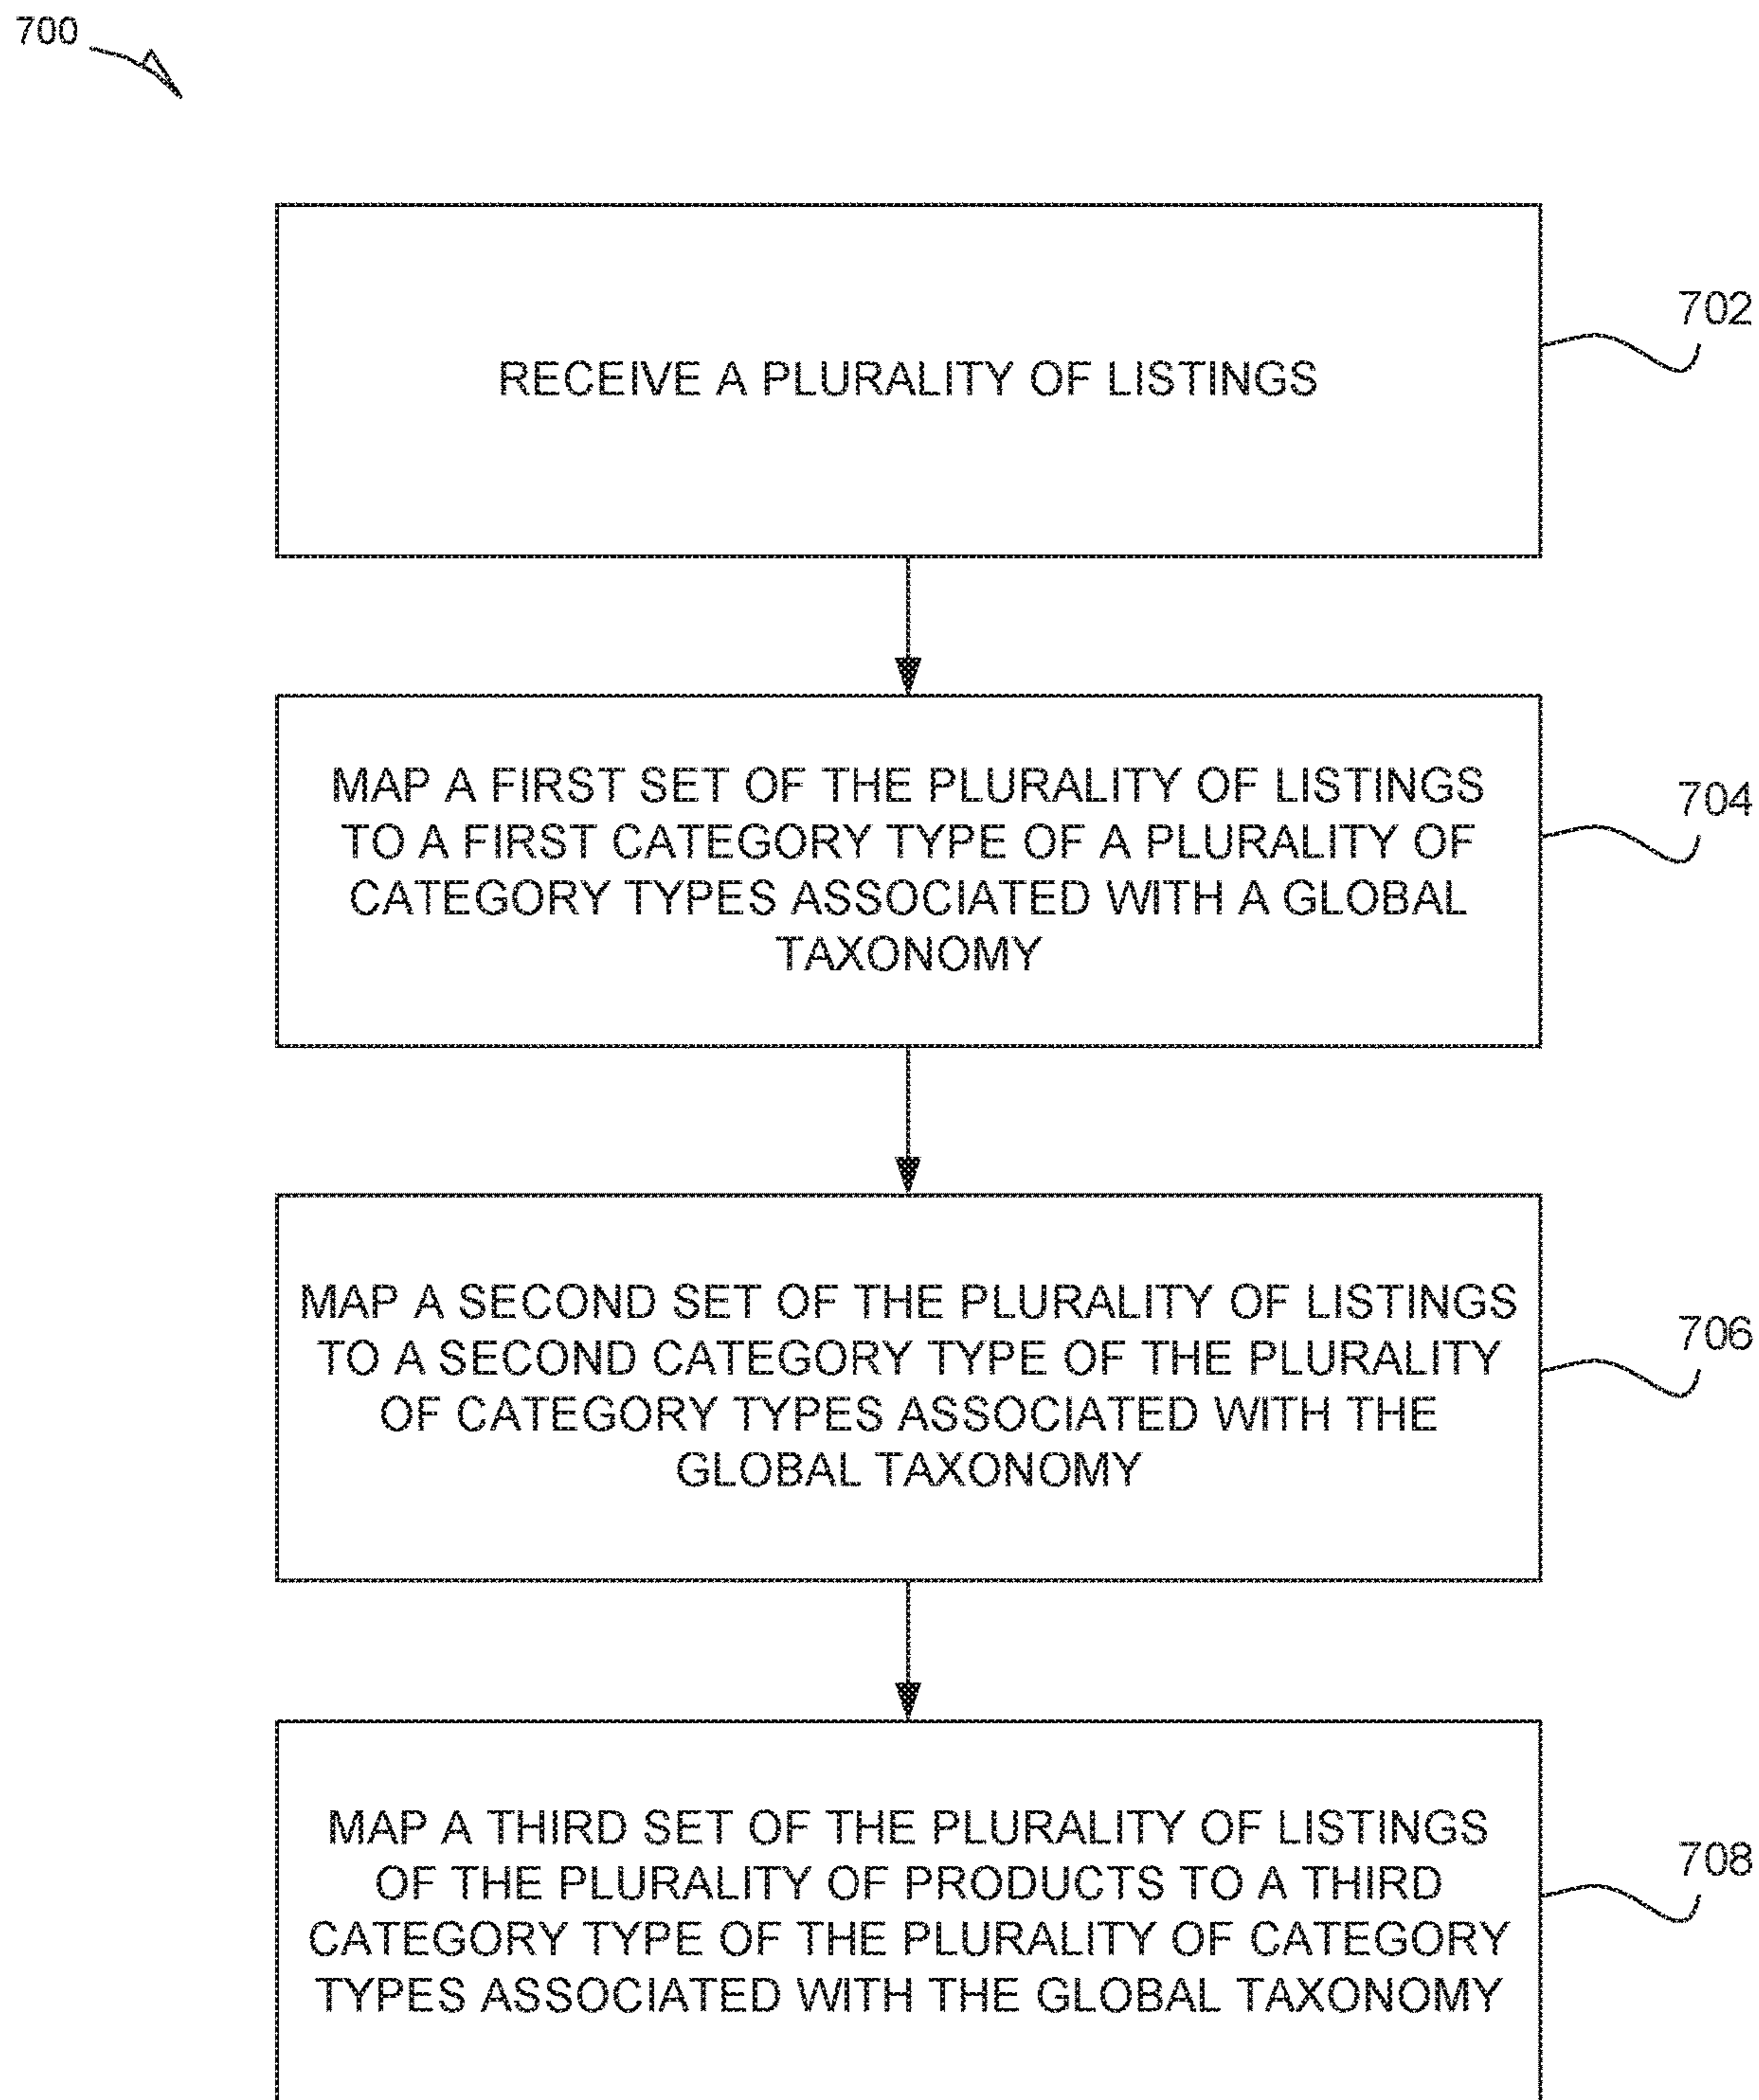 700
702
RECEIVE A PLURALITY OF LISTINGS
704
MAP A FIRST SET OF THE PLURALITY OF LISTINGS
TO A FIRST CATEGORY TYPE OF A PLURALITY OF
CATEGORY TYPES ASSOCIATED WITH A GLOBAL
TAXONOMY
706
MAP A SECOND SET OF THE PLURALITY OF LISTINGS
TO A SECOND CATEGORY TYPE OF THE PLURALITY
OF CATEGORY TYPES ASSOCIATED WITH THE
GLOBAL TAXONOMY
708
MAP A THIRD SET OF THE PLURALITY OF LISTINGS
OF THE PLURALITY OF PRODUCTS TO A THIRD
CATEGORY TYPE OF THE PLURALITY OF CATEGORY
TYPES ASSOCIATED WITH THE GLOBAL TAXONOMY